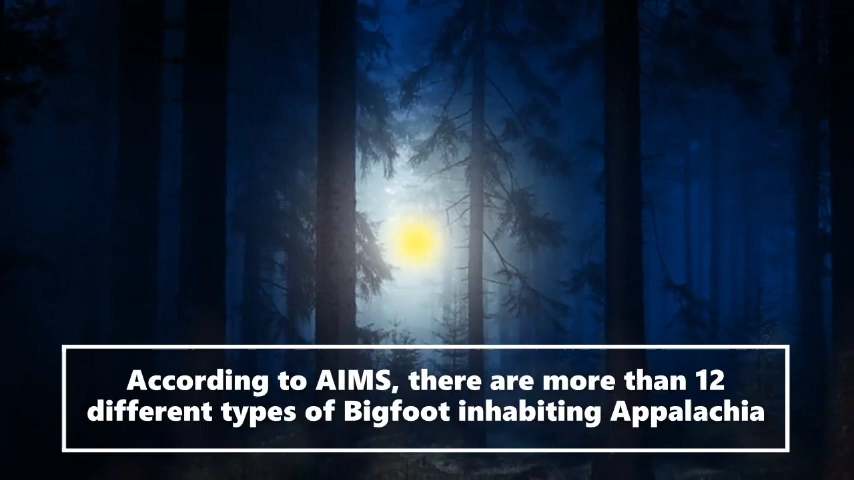 According to AIMS, there are more than 12
different types of Bigfoot inhabiting Appalachia